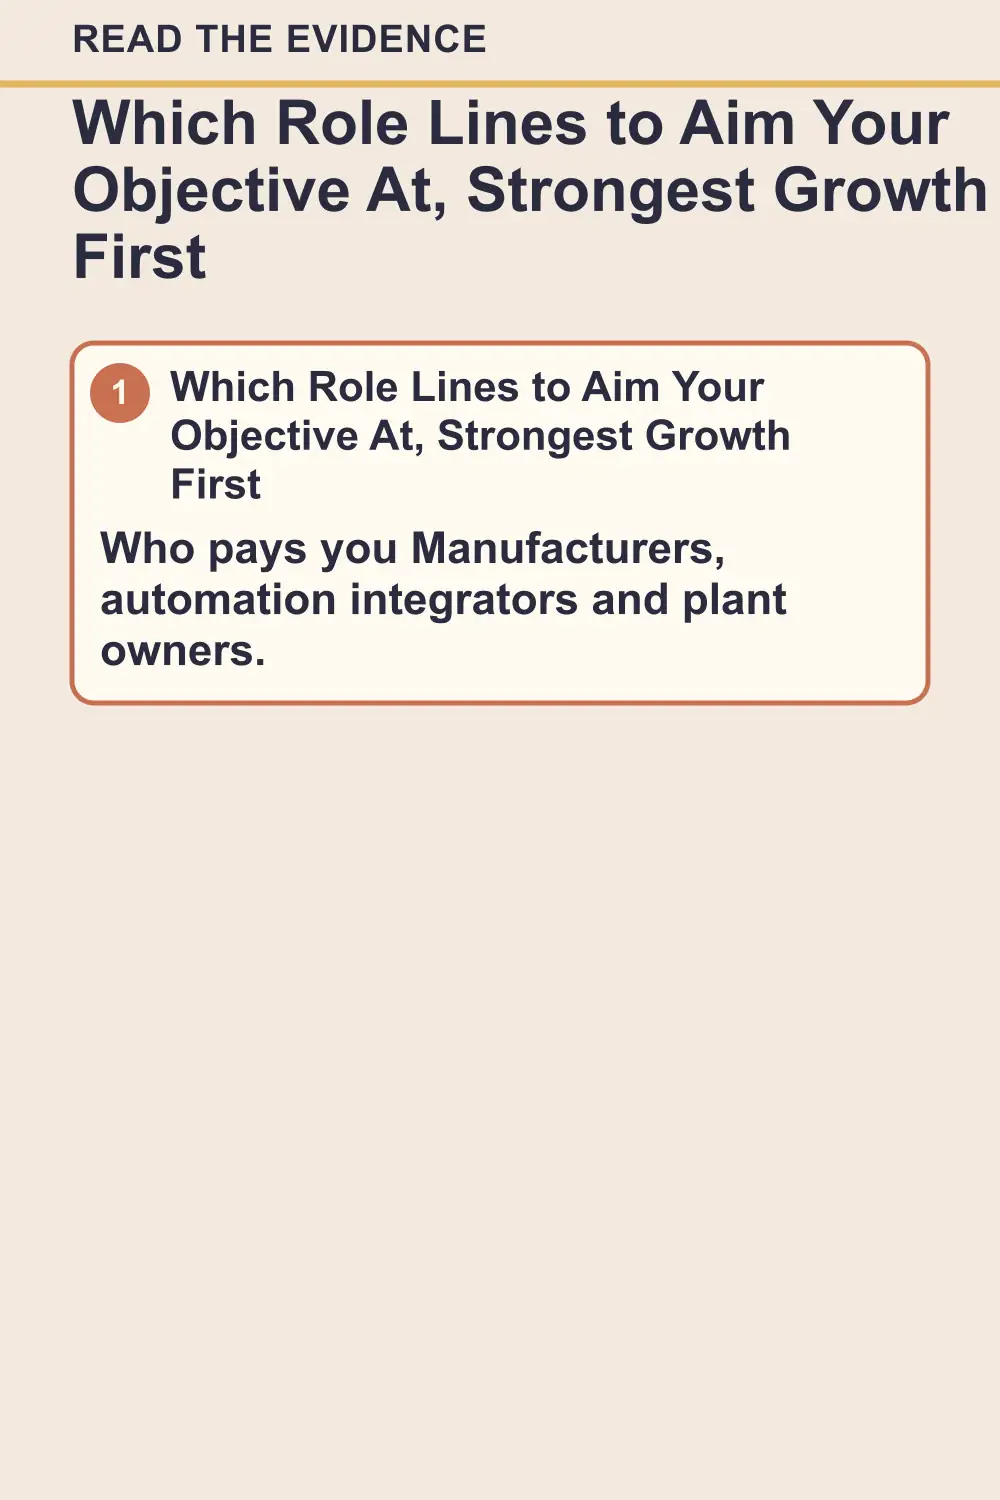 READ THE EVIDENCE
Which Role Lines to Aim Your
Objective At, Strongest Growth
First
1
Which Role Lines to Aim Your
Objective At, Strongest Growth
First
Who pays you Manufacturers,
automation integrators and plant
owners.